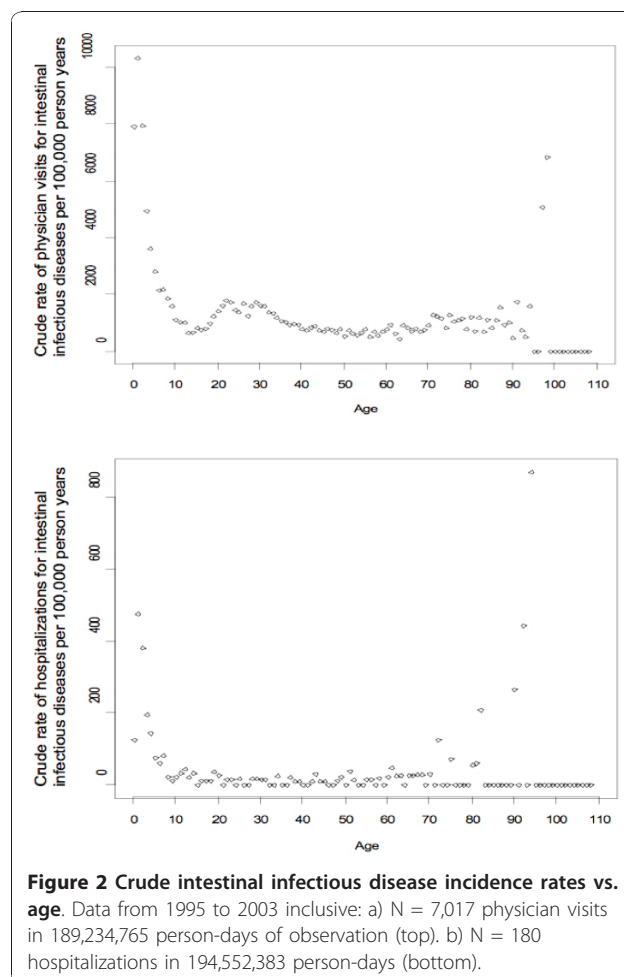 Crude rate of physician visits for intestinal
infectious diseases per 100,000 person years
0 2000 4000 6000 8000 10000
0 10 20 30 40 50 60 70 80 90 100 110
Age
Crude rate of hospitalizations for intestinal
infectious diseases per 100,000 person years
0 200 400 600 800
0 10 20 30 40 50 60 70 80 90 100 110
Age
Figure 2 Crude intestinal infectious disease incidence rates vs.
age. Data from 1995 to 2003 inclusive: a) N = 7,017 physician visits
in 189,234,765 person-days of observation (top). b) N = 180
hospitalizations in 194,552,383 person-days (bottom).